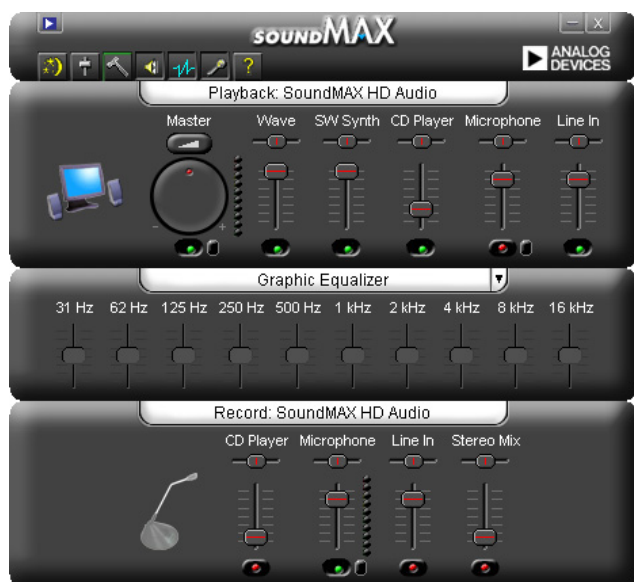 SOUNDMAX
ANALOG
DEVICES
?
Playback: SoundMAX HD Audio
Master Wave SW Synth CD Player Microphone Line In
- +
Graphic Equalizer
31 Hz 62 Hz 125 Hz 250 Hz 500 Hz 1 kHz 2 kHz 4 kHz 8 kHz 16 kHz
Record: SoundMAX HD Audio
CD Player Microphone Line In Stereo Mix